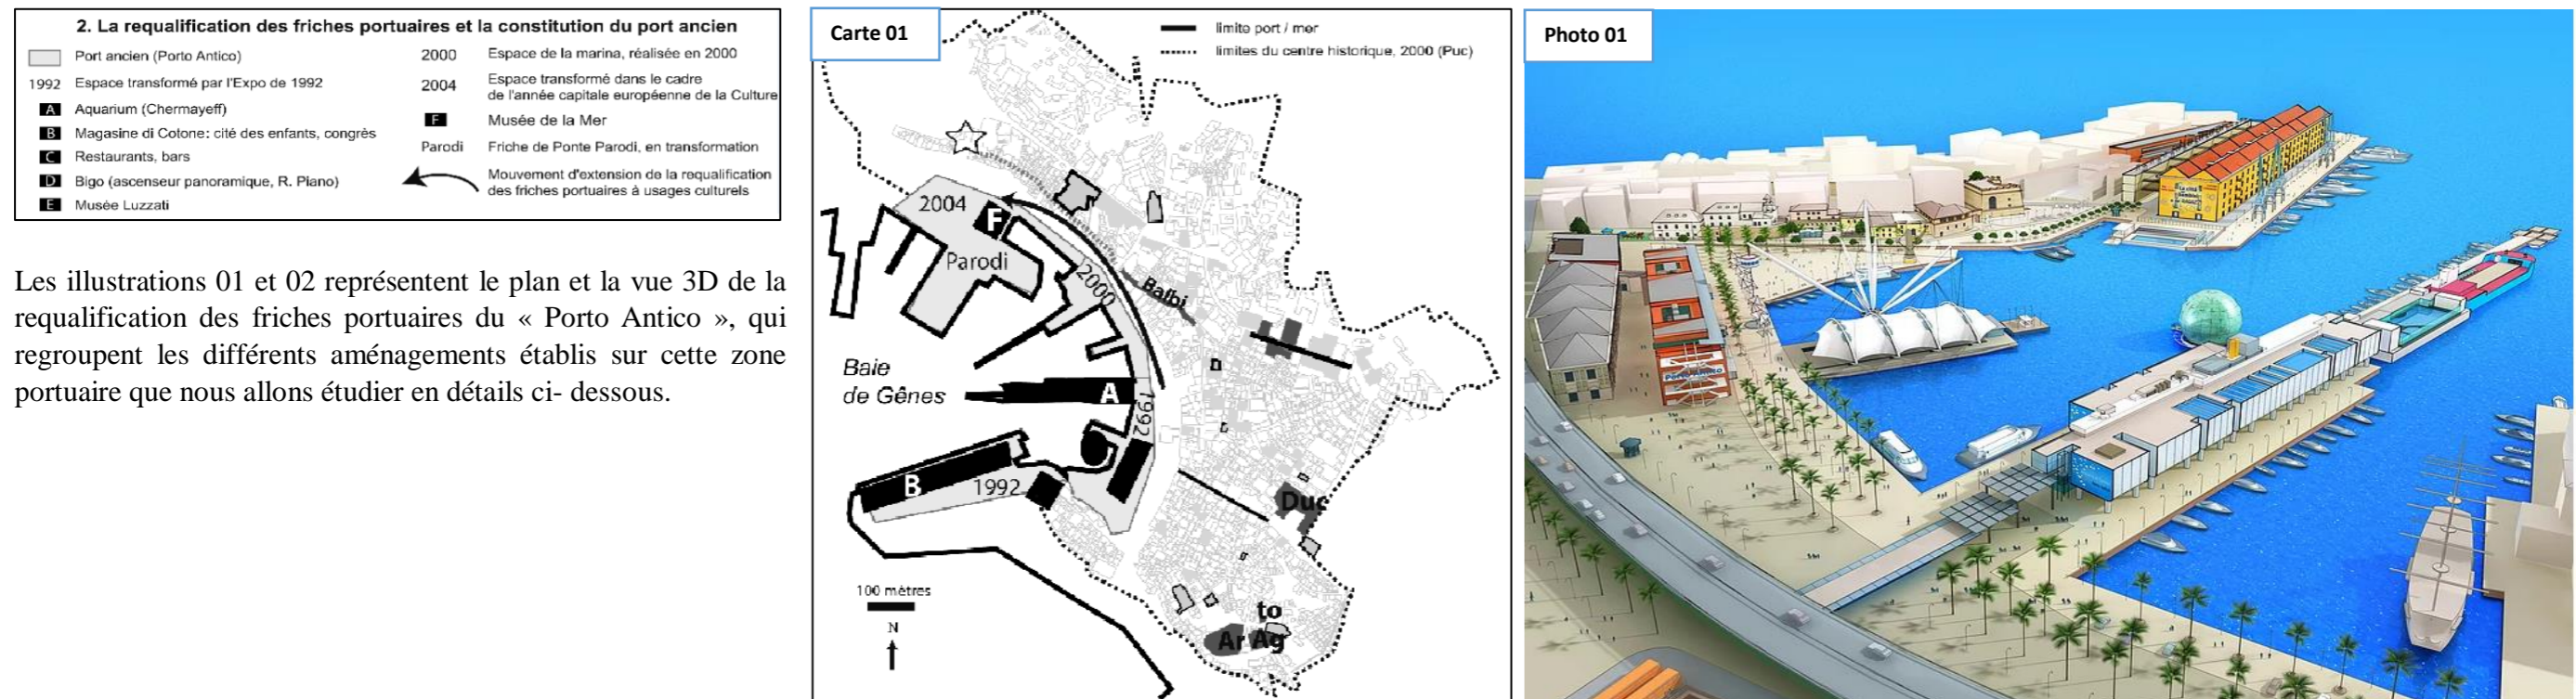 2. La requalification des friches portuaires et la constitution du port ancien
Port ancien (Porto Antico)
1992 Espace transformé par l'Expo de 1992
A Aquarium (Chermayeff)
B Magasine di Cotone: cité des enfants, congrès
C Restaurants, bars
D Bigo (ascenseur panoramique, R. Piano)
E Musée Luzzati
2000 Espace de la marina, réalisée en 2000
2004 Espace transformé dans le cadre
de l'année capitale européenne de la Culture
F Musée de la Mer
Parodi Friche de Ponte Parodi, en transformation
Mouvement d'extension de la requalification
des friches portuaires à usages culturels
Les illustrations 01 et 02 représentent le plan et la vue 3D de la
requalification des friches portuaires du « Porto Antico », qui
regroupent les différents aménagements établis sur cette zone
portuaire que nous allons étudier en détails ci- dessous.
Carte 01
limite port / mer
limites du centre historique, 2000 (Puc)
2004
F
Parodi
2000
Balbi
Baie
de Gênes
A
1992
B
1992
Duc
100 mètres
N
to
Ar Ag
Photo 01